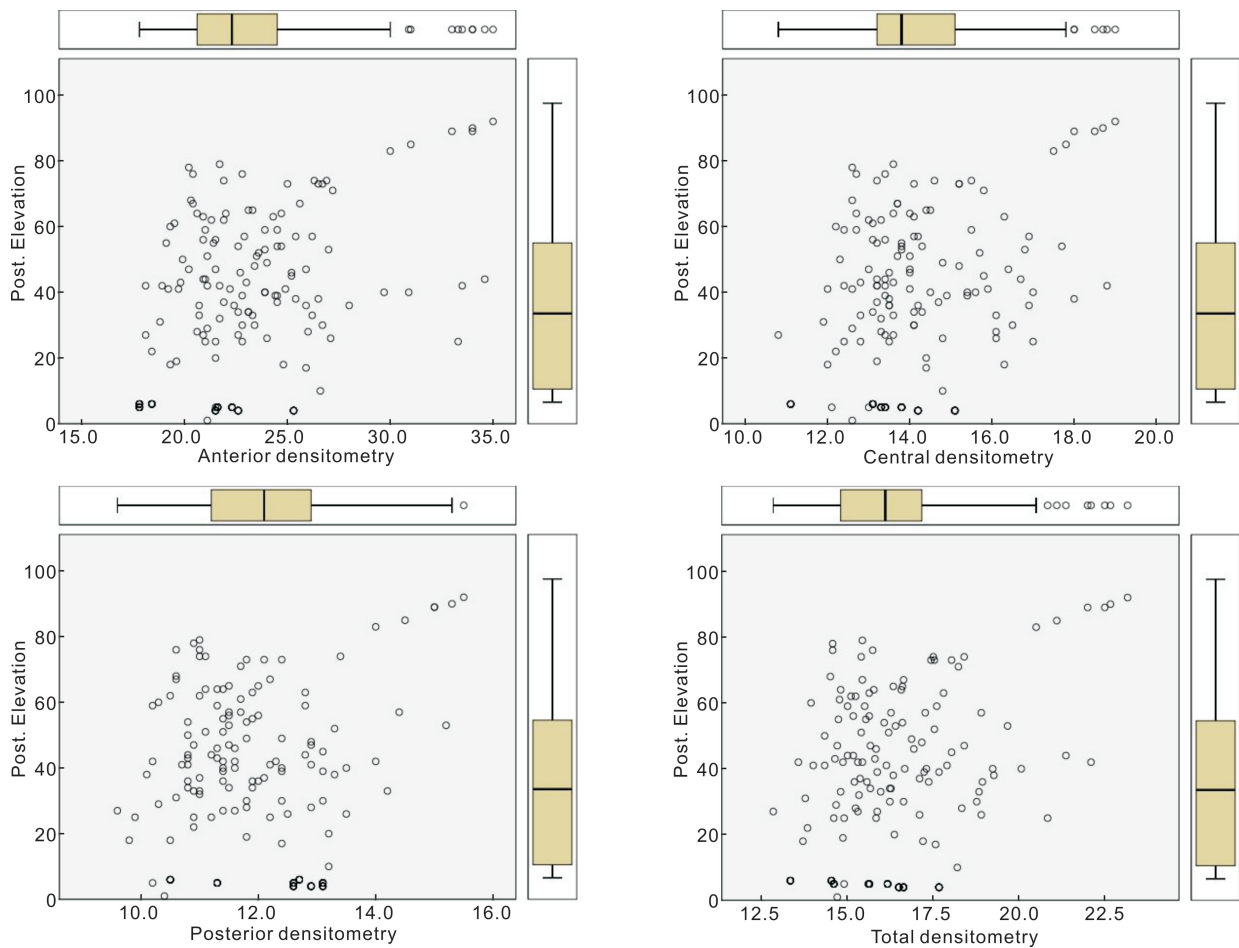 100
80
60
40
20
0
Post. Elevation
15.0 20.0 25.0 30.0 35.0
Anterior densitometry
100
80
60
40
20
0
Post. Elevation
10.0 12.0 14.0 16.0 18.0 20.0
Central densitometry
100
80
60
40
20
0
Post. Elevation
10.0 12.0 14.0 16.0
Posterior densitometry
100
80
60
40
20
0
Post. Elevation
12.5 15.0 17.5 20.0 22.5
Total densitometry